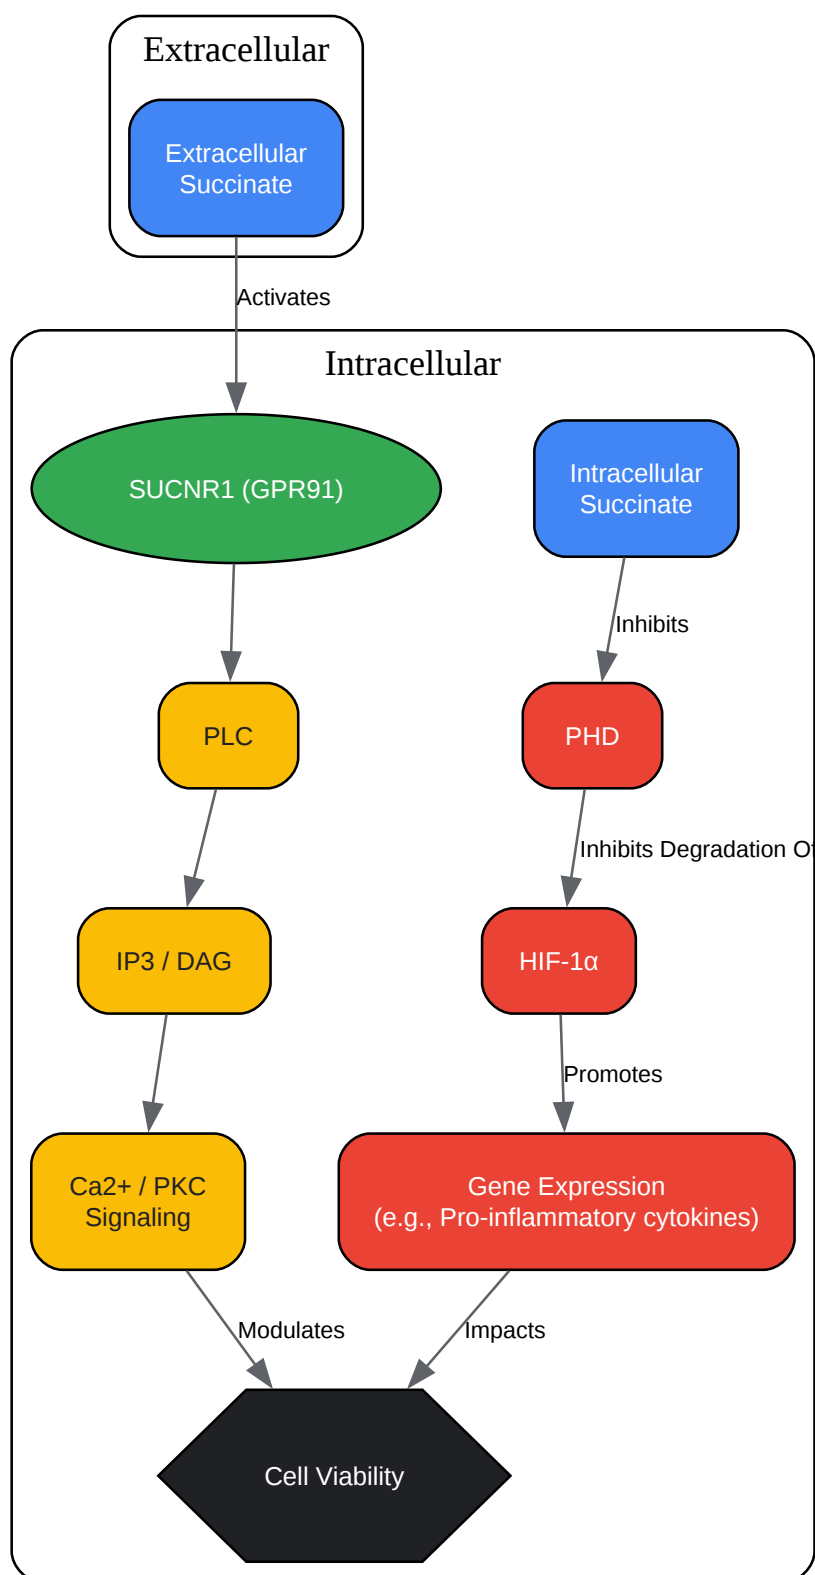 Extracellular
Extracellular
Succinate
Activates
Intracellular
SUCNR1 (GPR91)
Intracellular
Succinate
Inhibits
PLC
PHD
Inhibits Degradation Of
IP3 / DAG
HIF-1α
Promotes
Ca2+ / PKC
Signaling
Gene Expression
(e.g., Pro-inflammatory cytokines)
Modulates
Impacts
Cell Viability